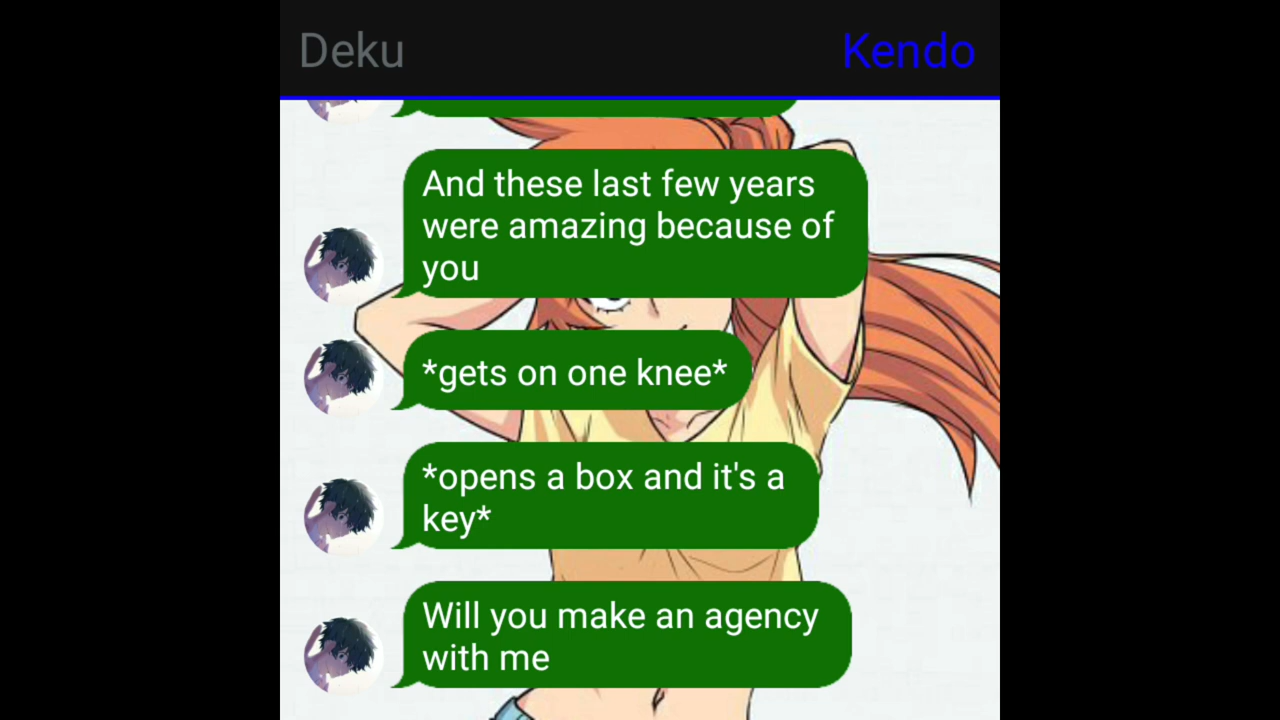 Deku
Kendo
And these last few years
were amazing because of
you
*gets on one knee*
*opens a box and it's a
key*
Will you make an agency
with me